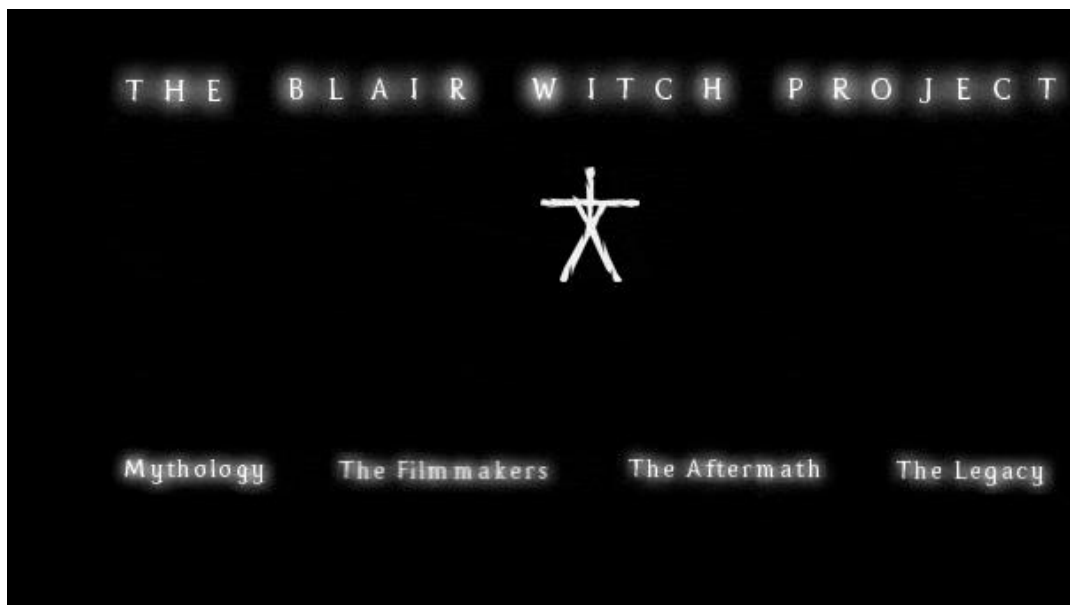 THE BLAIR WITCH PROJECT
Mythology The Filmmakers The Aftermath The Legacy